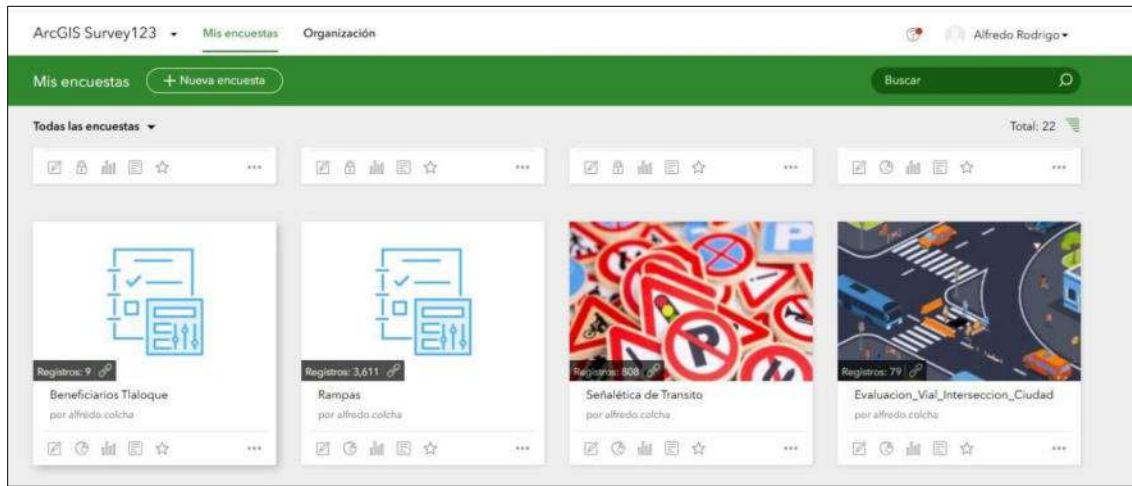 ArcGIS Survey123 Mis encuestas Organización Alfredo Rodrigo
Mis encuestas + Nueva encuesta Buscar
Todas las encuestas Total: 22
Registros: 9
Beneficiarios Tlaloque
por alfredo.colcha
Registros: 3,611
Rampas
por alfredo.colcha
Registros: 808
Señalética de Transito
por alfredo.colcha
Registros: 79
Evaluacion_Vial_Interseccion_Ciudad
por alfredo.colcha